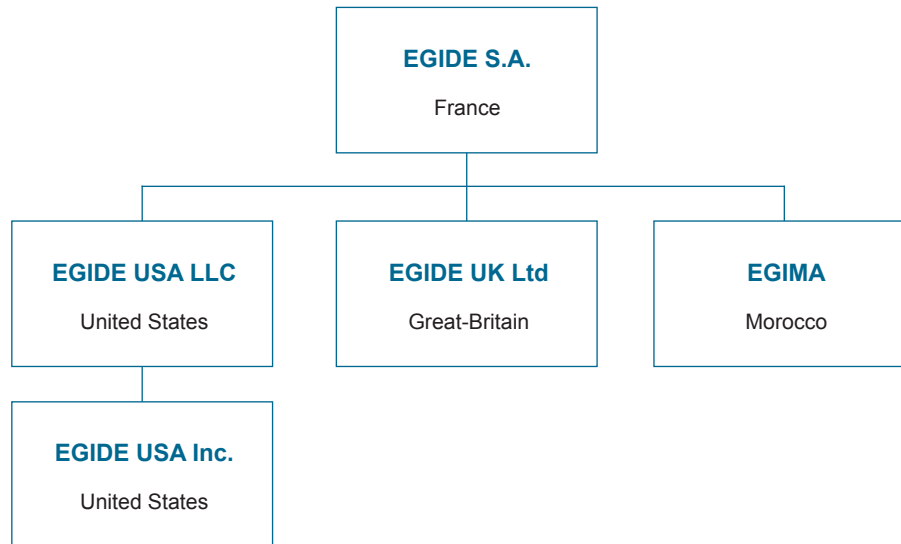 EGIDE S.A.
France
EGIDE USA LLC
United States
EGIDE UK Ltd
Great-Britain
EGIMA
Morocco
EGIDE USA Inc.
United States